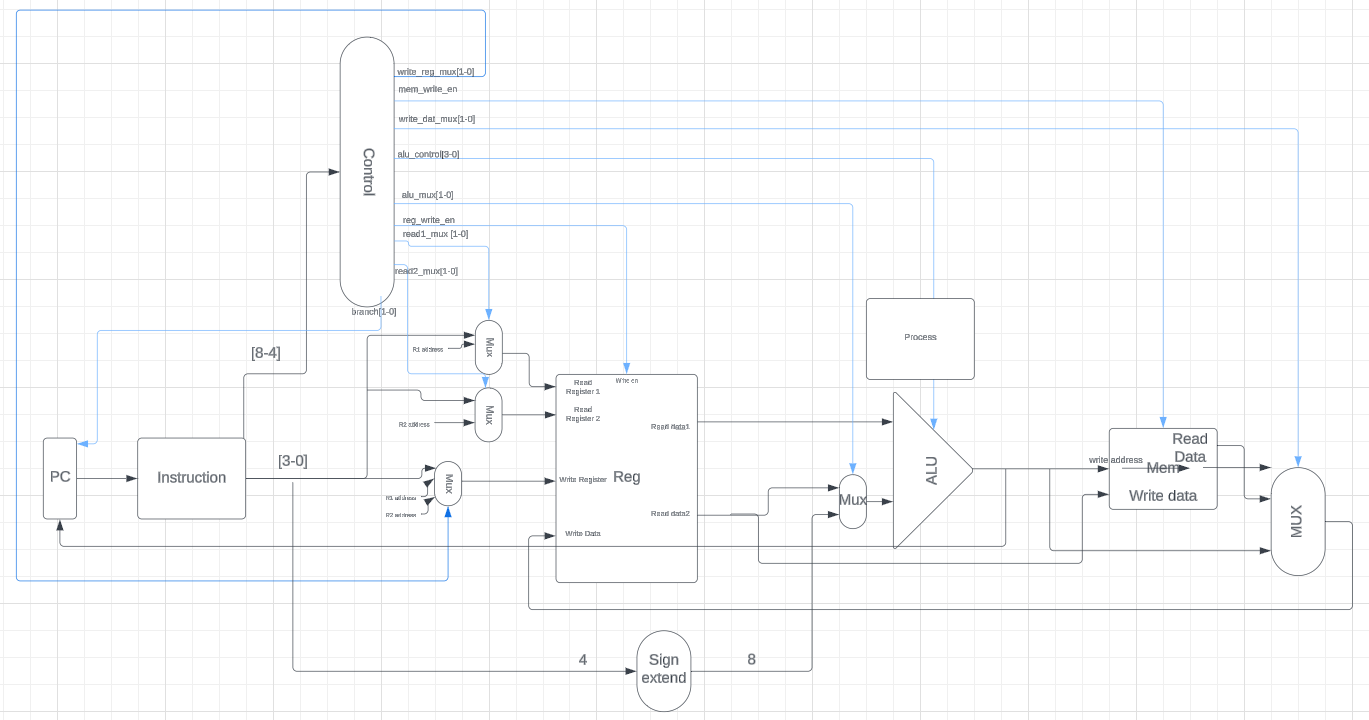 write_reg_mux[1-0]
mem_write_en
write_dat_mux[1-0]
alu_control[3-0]
Control
alu_mux[1-0]
reg_write_en
read1_mux [1-0]
read2_mux[1-0]
branch[1-0]
Process
[8-4]
R1 address
Mux
R2 address
Mux
Read
Register 1
Read
Register 2
Read data1
PC
Instruction
[3-0]
R1 address
R2 address
Mux
Write Register
Reg
Read data2
Write Data
Mux
ALU
write address
Read
Data
Mem
Write data
MUX
4
Sign
extend
8